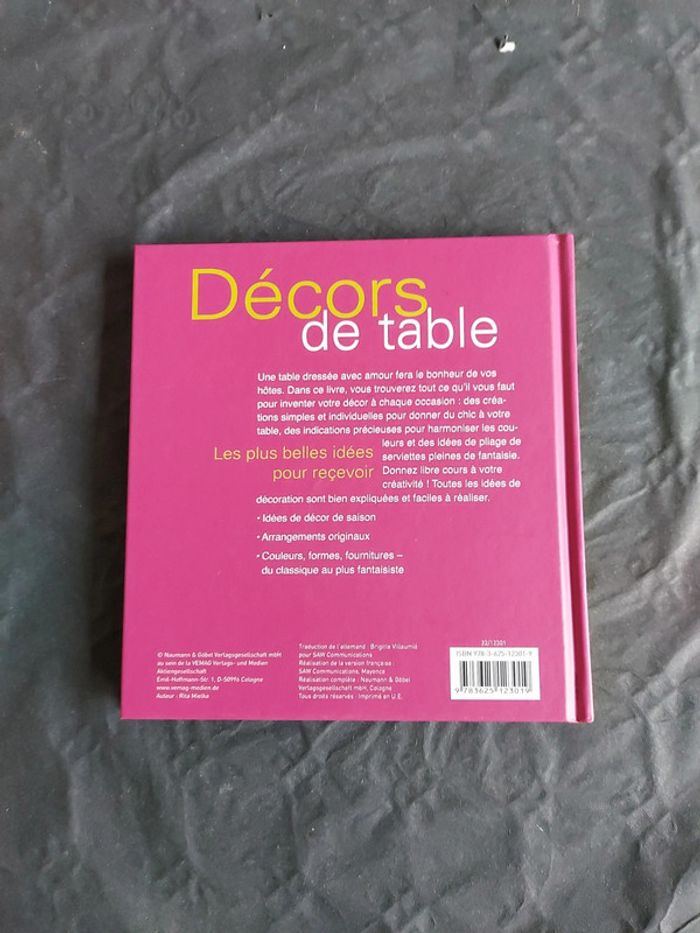 Décors
de table
Une table dressée avec amour fera le bonheur de vos
hôtes. Dans ce livre, vous trouverez tout ce qu'il vous faut
pour inventer votre décor à chaque occasion : des créa-
tions simples et individuelles pour donner du chic à votre
table, des indications précieuses pour harmoniser les cou-
leurs et des idées de pliage de
serviettes pleines de fantaisie.
Donnez libre cours à votre
créativité ! Toutes les idées de
décoration sont bien expliquées et faciles à réaliser.
Les plus belles idées
pour reçevoir
• Idées de décor de saison
• Arrangements originaux
• Couleurs, formes, fournitures –
du classique au plus fantaisiste
© Naumann & Göbel Verlagsgesellschaft mbH
au sein de la VEMAG Verlags- und Medien
Aktiengesellschaft
Emil-Hoffmann-Str. 1, D-50996 Cologne
www.vemag-medien.de
Auteur : Rita Mielke
Traduction de l'allemand : Brigitte Villaumié
pour SAW Communications
Réalisation de la version française :
SAW Communications, Mayence
Réalisation complète : Naumann & Göbel
Verlagsgesellschaft mbH, Cologne
Tous droits réservés · Imprimé en U.E.
22/12301
ISBN 978-3-625-12301-9
9 783625 123019